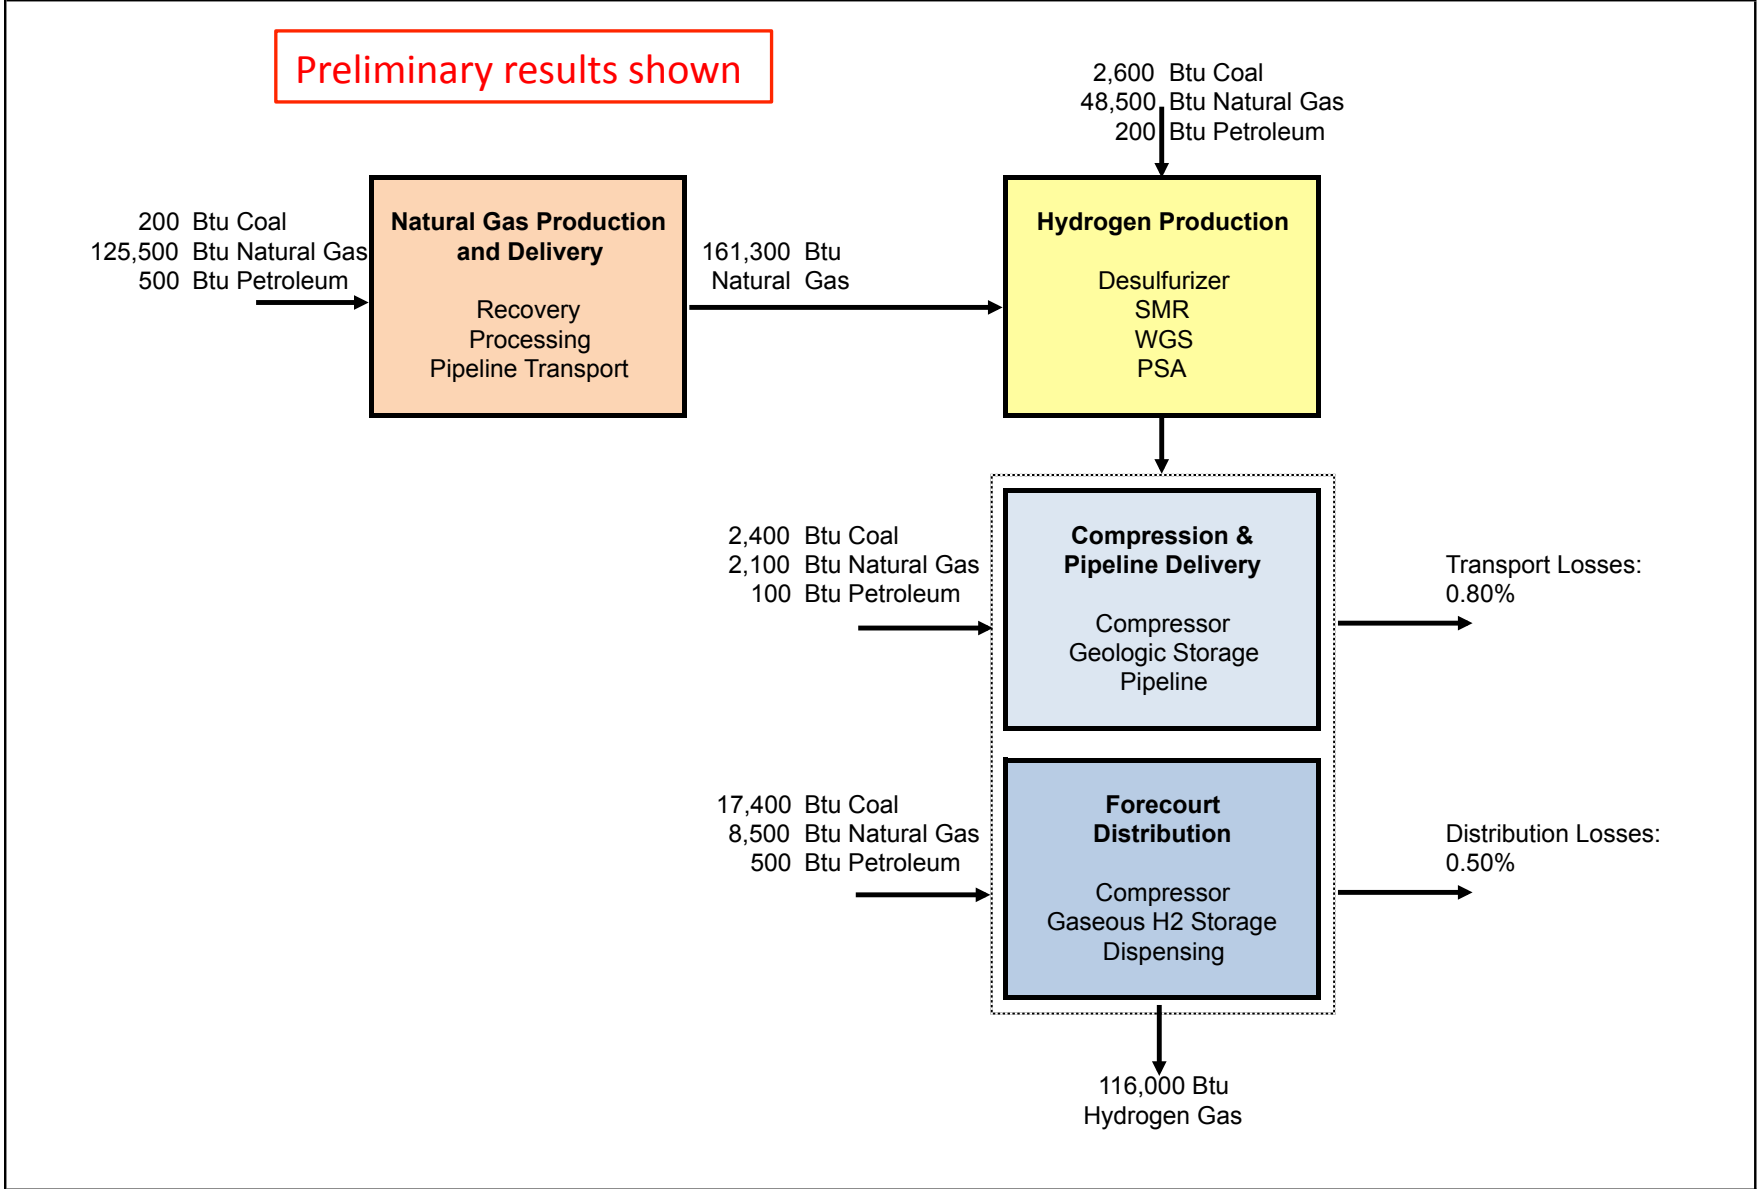 Preliminary results shown
2,600 Btu Coal
48,500 Btu Natural Gas
200 Btu Petroleum
200 Btu Coal
125,500 Btu Natural Gas
500 Btu Petroleum
Natural Gas Production
and Delivery
Recovery
Processing
Pipeline Transport
161,300 Btu
Natural Gas
Hydrogen Production
Desulfurizer
SMR
WGS
PSA
2,400 Btu Coal
2,100 Btu Natural Gas
100 Btu Petroleum
Compression &
Pipeline Delivery
Compressor
Geologic Storage
Pipeline
Transport Losses:
0.80%
17,400 Btu Coal
8,500 Btu Natural Gas
500 Btu Petroleum
Forecourt
Distribution
Compressor
Gaseous H2 Storage
Dispensing
Distribution Losses:
0.50%
116,000 Btu
Hydrogen Gas